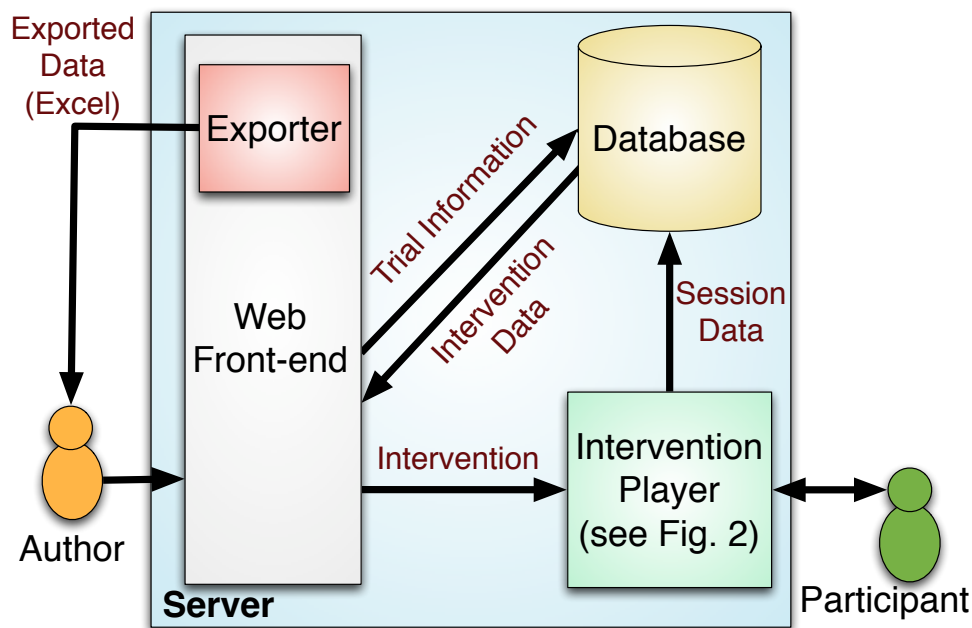 Exported
Data
(Excel)
Exporter
Database
Trial Information
Intervention
Data
Session
Data
Web
Front-end
Intervention
Intervention
Player
(see Fig. 2)
Author
Server
Participant